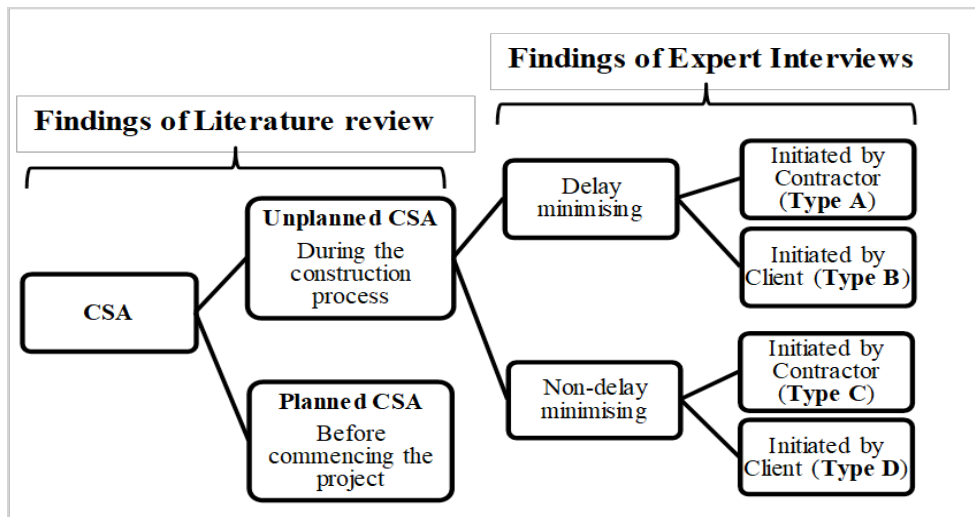 Findings of Expert Interviews
Findings of Literature review
CSA
Unplanned CSA
During the
construction
process
Planned CSA
Before
commencing the
project
Delay
minimising
Non-delay
minimising
Initiated by
Contractor
(Type A)
Initiated by
Client (Type B)
Initiated by
Contractor
(Type C)
Initiated by
Client (Type D)